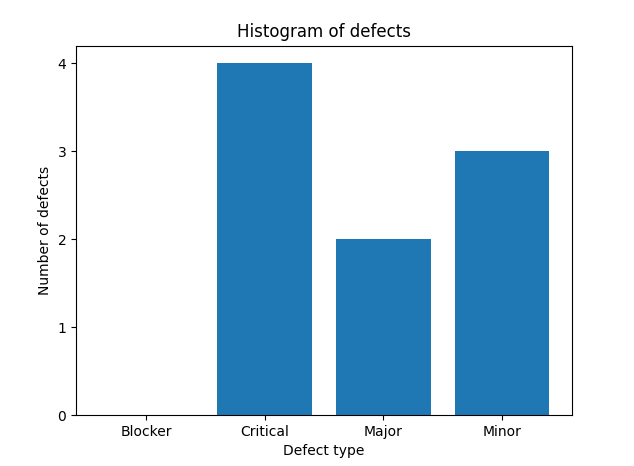 Histogram of defects
Number of defects
4
3
2
1
0
Blocker Critical Major Minor
Defect type